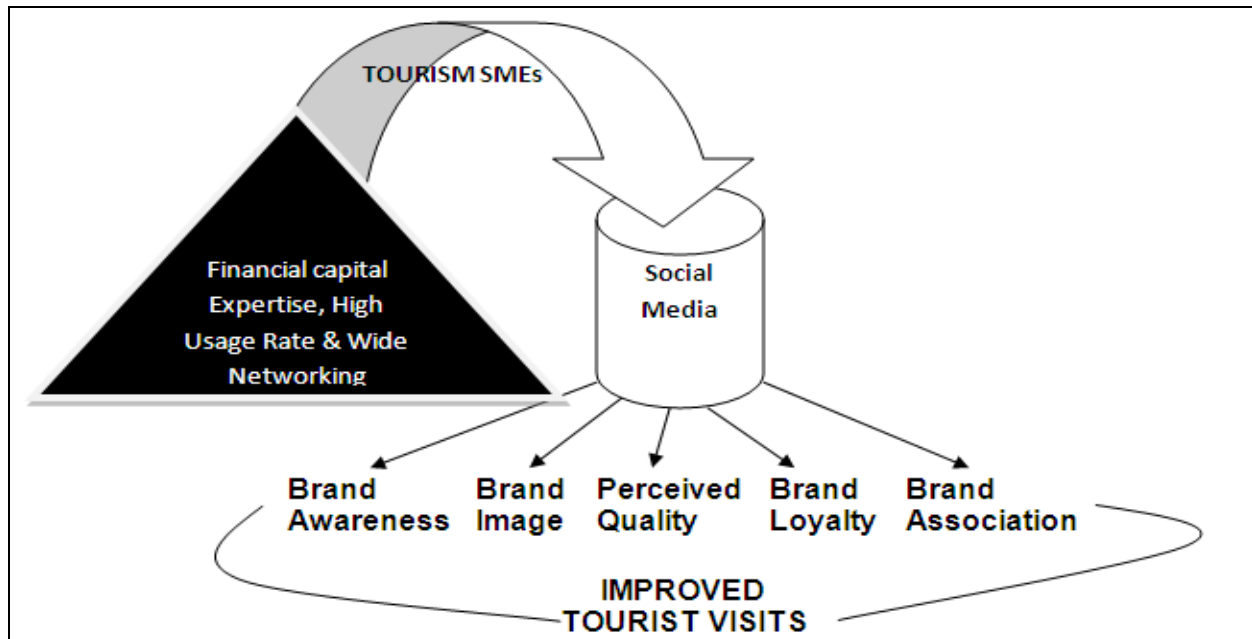 TOURISM SMEs
Financial capital
Expertise, High
Usage Rate & Wide
Networking
Social
Media
Brand
Awareness
Brand
Image
Perceived
Quality
Brand
Loyalty
Brand
Association
IMPROVED
TOURIST VISITS